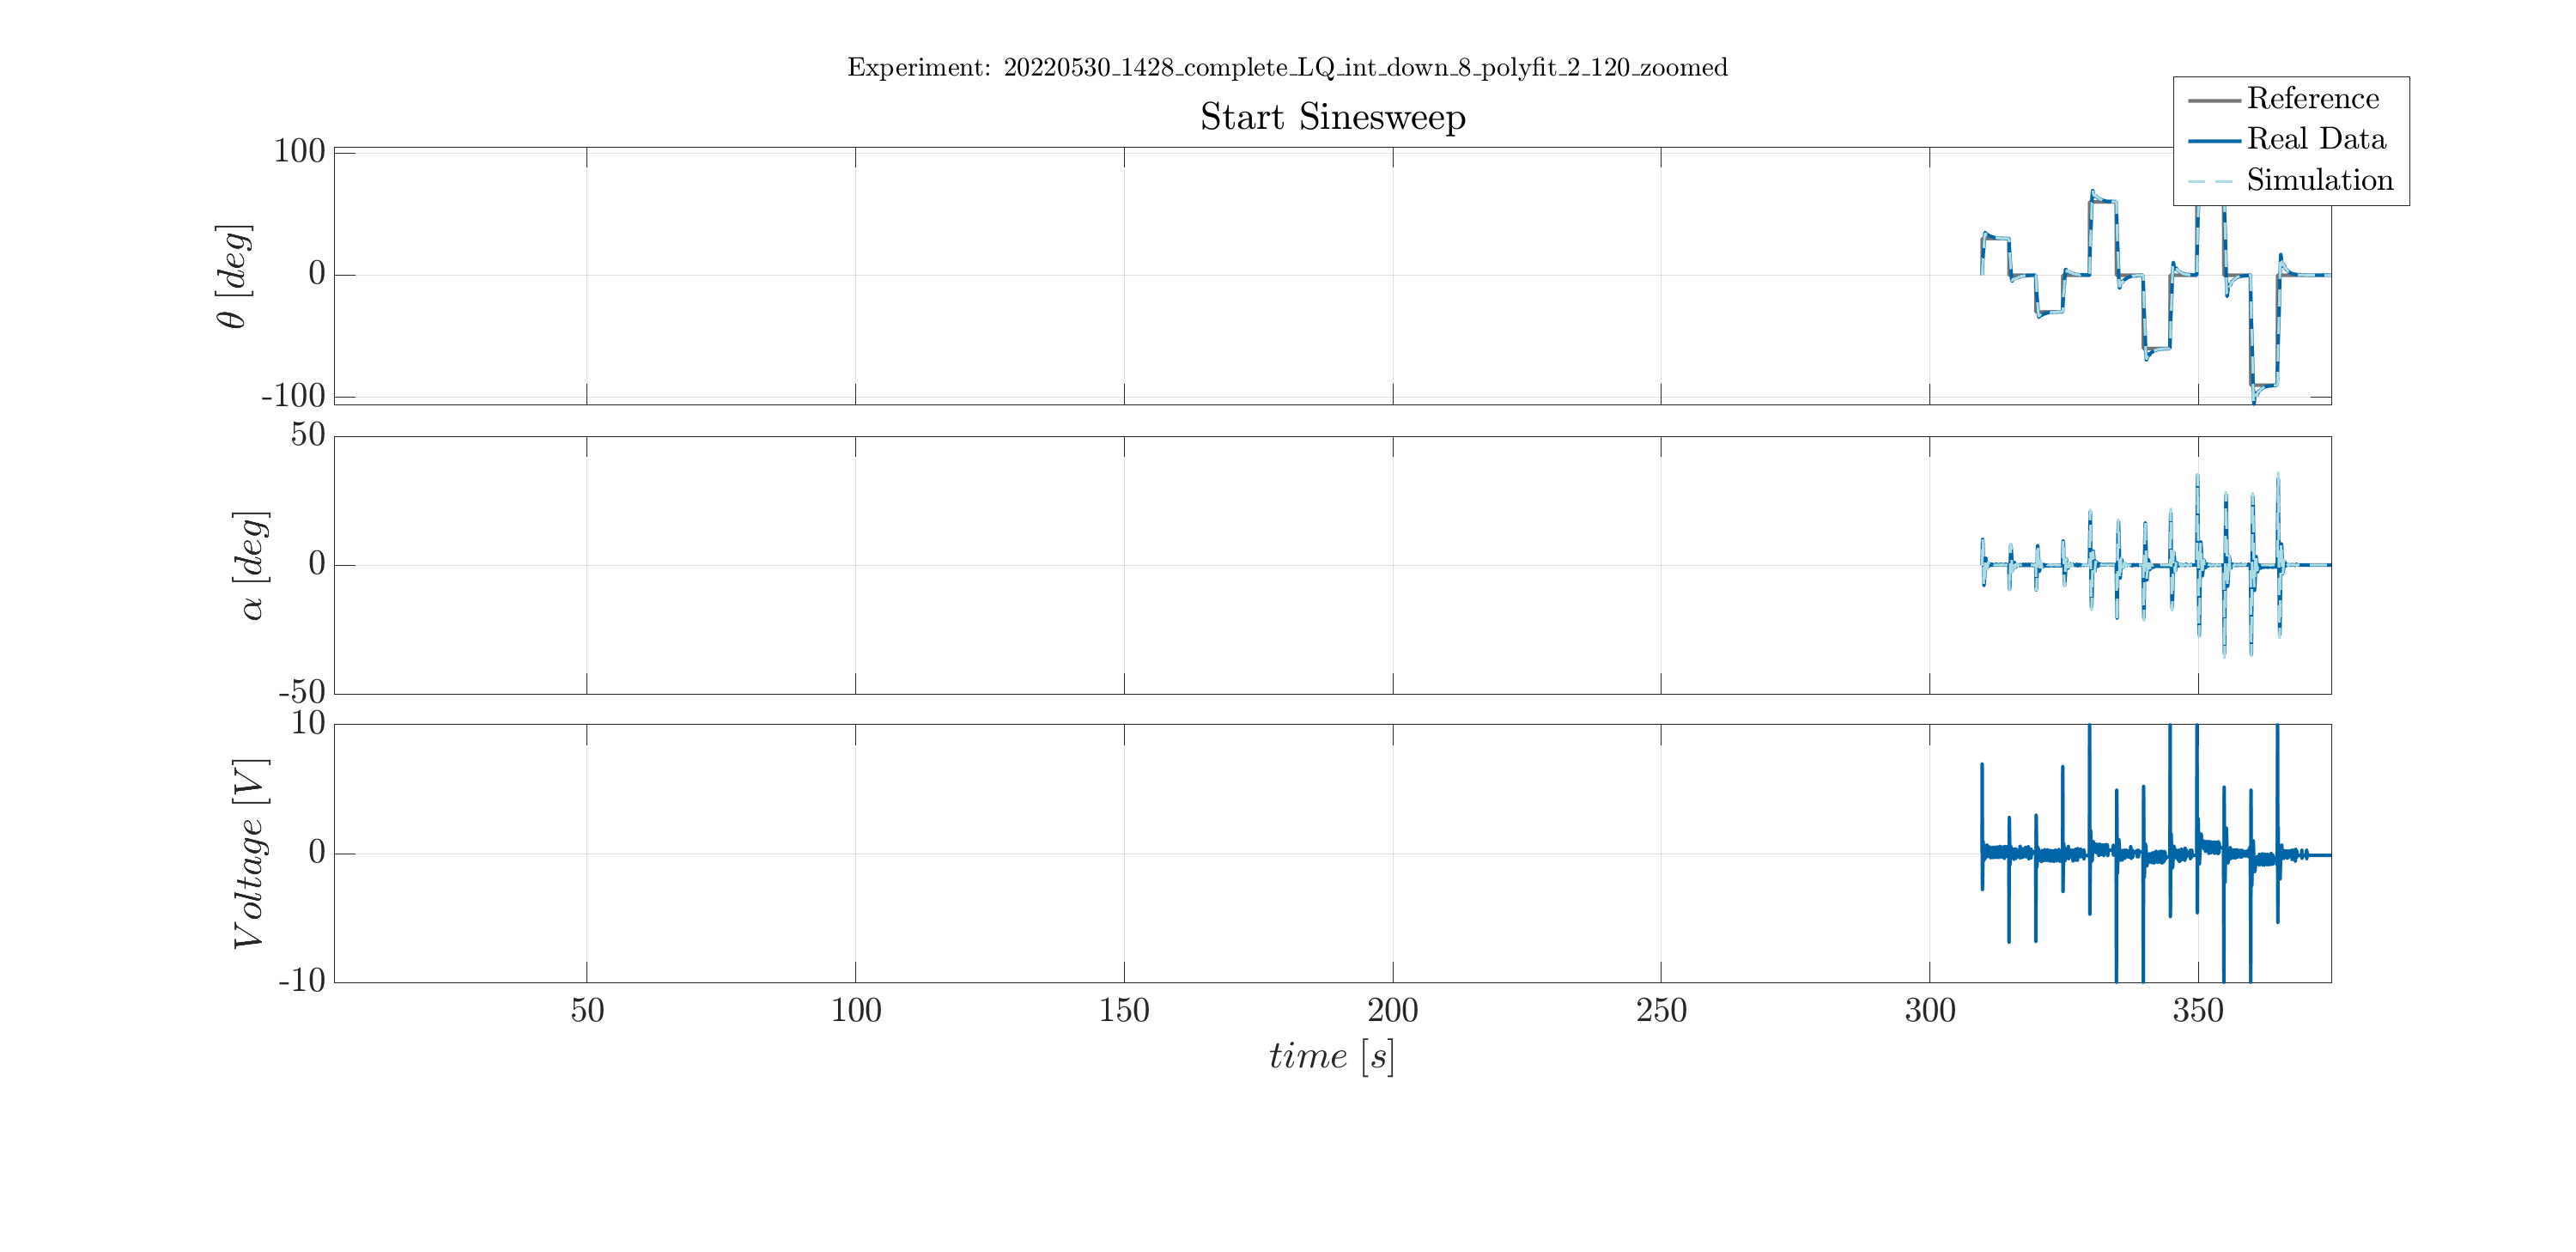 Experiment: 20220530_1428_complete_LQ_int_down_8_polyfit_2_120_zoomed
Start Sinesweep
Reference
Real Data
Simulation
100
0
-100
θ [deg]
50
0
-50
α [deg]
10
0
-10
Voltage [V]
50 100 150 200 250 300 350
time [s]